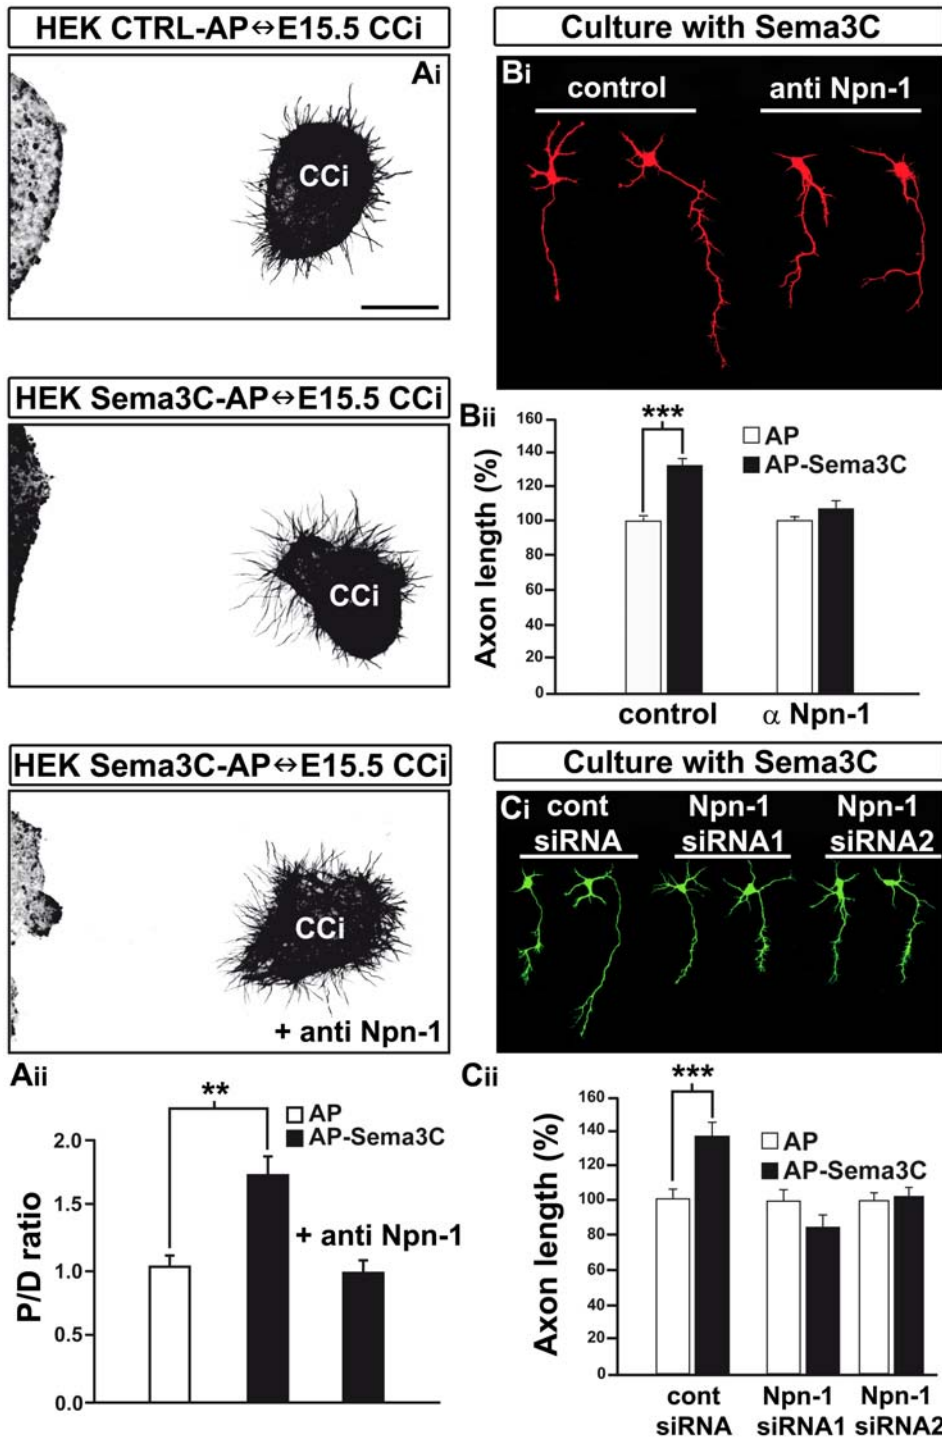 HEK CTRL-AP↔E15.5 CCi
Ai
CCi
HEK Sema3C-AP↔E15.5 CCi
CCi
HEK Sema3C-AP↔E15.5 CCi
CCi
+ anti Npn-1
Aii
**
AP
AP-Sema3C
+ anti Npn-1
P/D ratio
2.0
1.5
1.0
0.5
0.0
Culture with Sema3C
Bi
control
anti Npn-1
Bii
***
AP
AP-Sema3C
Axon length (%)
160
140
120
100
80
60
40
20
0
control
α Npn-1
Culture with Sema3C
Ci
cont
siRNA
Npn-1
siRNA1
Npn-1
siRNA2
Cii
***
AP
AP-Sema3C
Axon length (%)
160
140
120
100
80
60
40
20
0
cont
siRNA
Npn-1
siRNA1
Npn-1
siRNA2